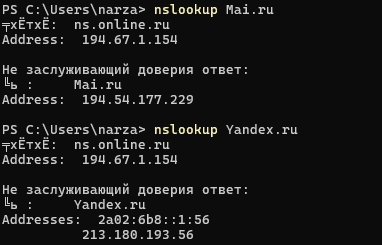 PS C:\Users\narza> nslookup Mai.ru
╤хЁтхЁ:  ns.online.ru
Address:  194.67.1.154
Не заслуживающий доверия ответ:
╚ь :     Mai.ru
Address:  194.54.177.229
PS C:\Users\narza> nslookup Yandex.ru
╤хЁтхЁ:  ns.online.ru
Address:  194.67.1.154
Не заслуживающий доверия ответ:
╚ь :     Yandex.ru
Addresses:  2a02:6b8::1:56
213.180.193.56